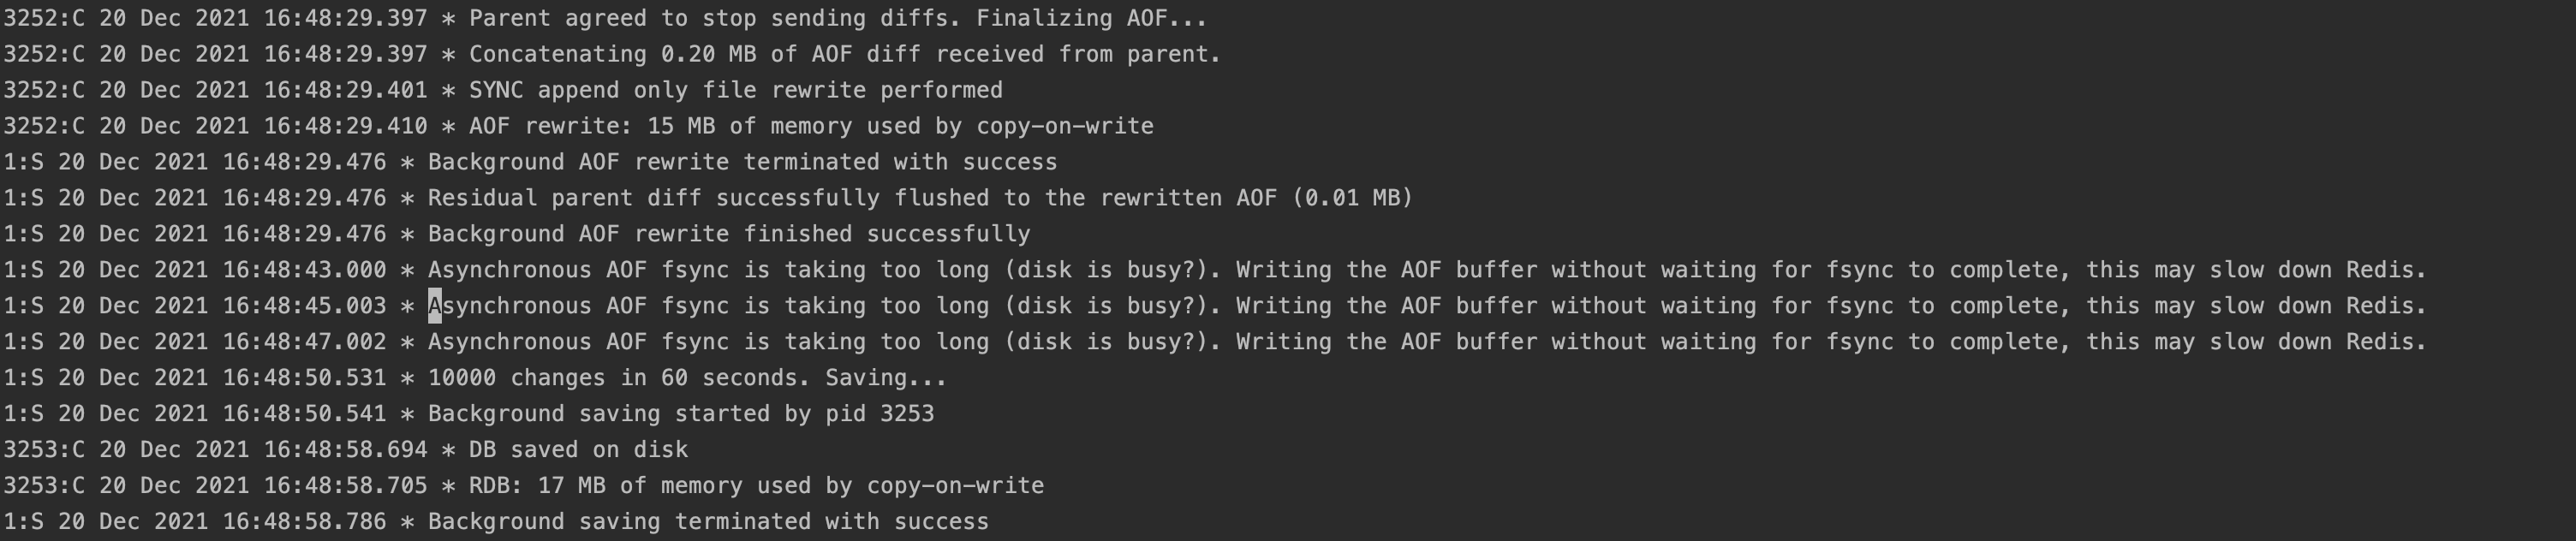 3252:C 20 Dec 2021 16:48:29.397 * Parent agreed to stop sending diffs. Finalizing AOF...
3252:C 20 Dec 2021 16:48:29.397 * Concatenating 0.20 MB of AOF diff received from parent.
3252:C 20 Dec 2021 16:48:29.401 * SYNC append only file rewrite performed
3252:C 20 Dec 2021 16:48:29.410 * AOF rewrite: 15 MB of memory used by copy-on-write
1:S 20 Dec 2021 16:48:29.476 * Background AOF rewrite terminated with success
1:S 20 Dec 2021 16:48:29.476 * Residual parent diff successfully flushed to the rewritten AOF (0.01 MB)
1:S 20 Dec 2021 16:48:29.476 * Background AOF rewrite finished successfully
1:S 20 Dec 2021 16:48:43.000 * Asynchronous AOF fsync is taking too long (disk is busy?). Writing the AOF buffer without waiting for fsync to complete, this may slow down Redis.
1:S 20 Dec 2021 16:48:45.003 * Asynchronous AOF fsync is taking too long (disk is busy?). Writing the AOF buffer without waiting for fsync to complete, this may slow down Redis.
1:S 20 Dec 2021 16:48:47.002 * Asynchronous AOF fsync is taking too long (disk is busy?). Writing the AOF buffer without waiting for fsync to complete, this may slow down Redis.
1:S 20 Dec 2021 16:48:50.531 * 10000 changes in 60 seconds. Saving...
1:S 20 Dec 2021 16:48:50.541 * Background saving started by pid 3253
3253:C 20 Dec 2021 16:48:58.694 * DB saved on disk
3253:C 20 Dec 2021 16:48:58.705 * RDB: 17 MB of memory used by copy-on-write
1:S 20 Dec 2021 16:48:58.786 * Background saving terminated with success